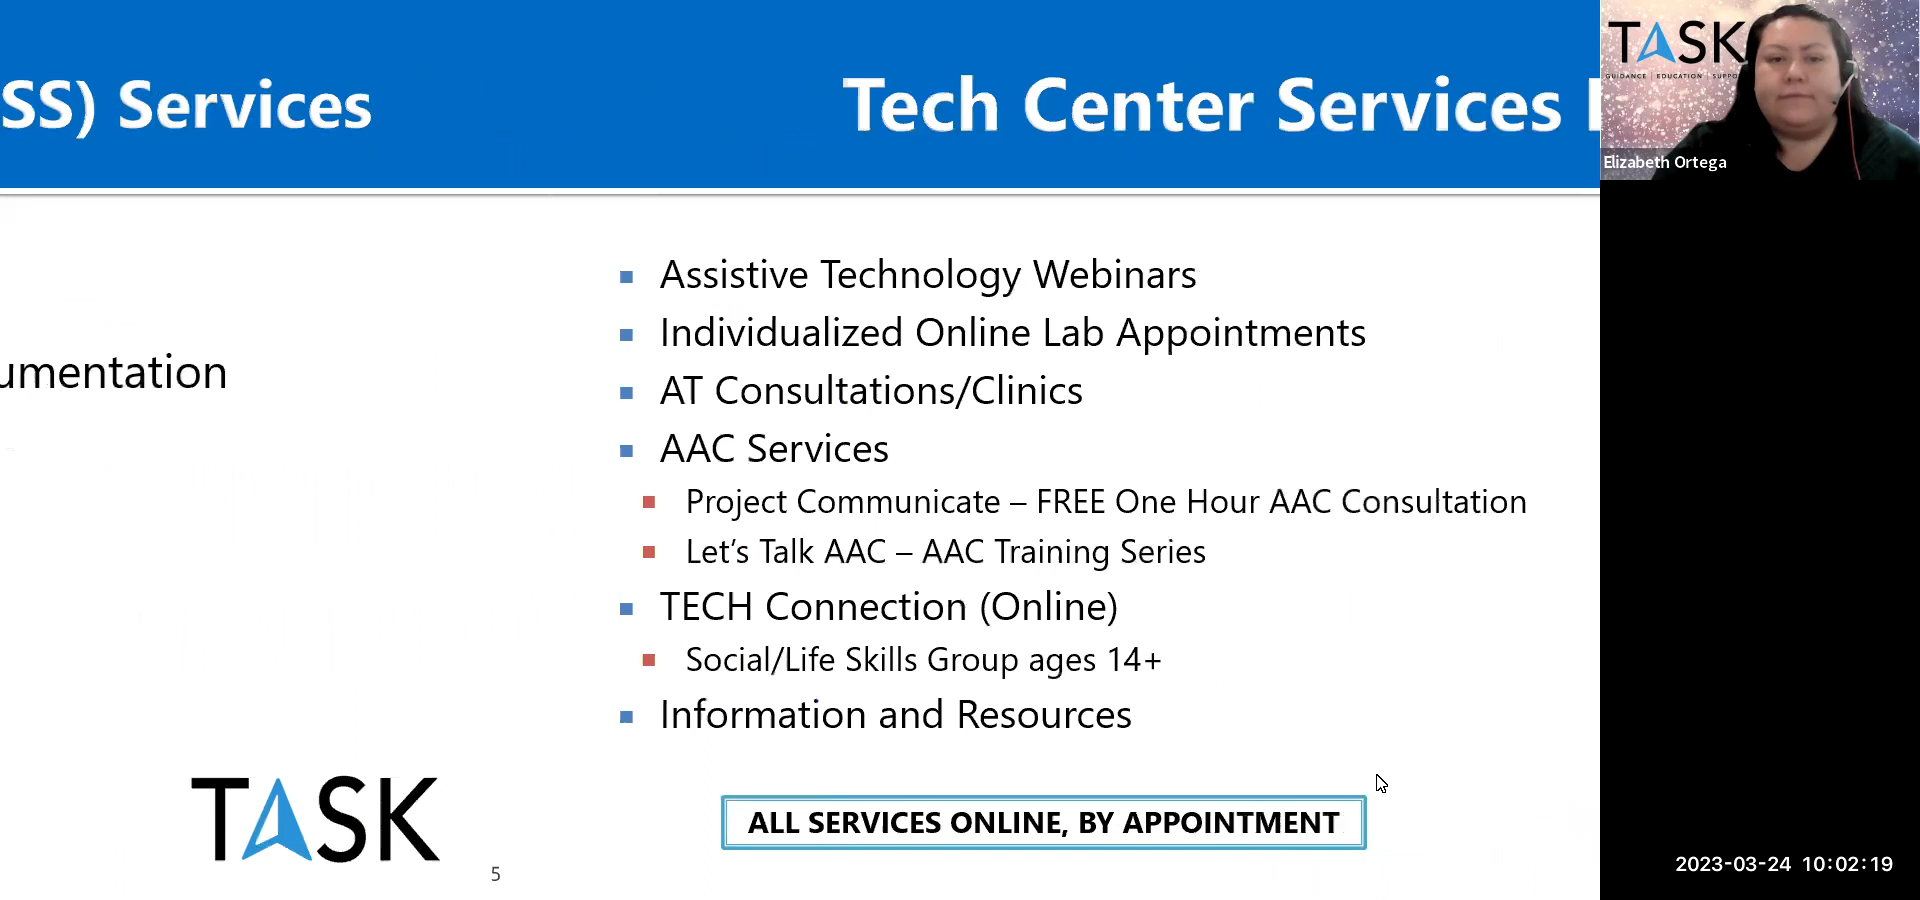 SS) Services
Tech Center Services
umentation
Assistive Technology Webinars
Individualized Online Lab Appointments
AT Consultations/Clinics
AAC Services
Project Communicate – FREE One Hour AAC Consultation
Let’s Talk AAC – AAC Training Series
TECH Connection (Online)
Social/Life Skills Group ages 14+
Information and Resources
ALL SERVICES ONLINE, BY APPOINTMENT
TASK
5
TASK
GUIDANCE | EDUCATION | SUPPO
Elizabeth Ortega
2023-03-24 10:02:19